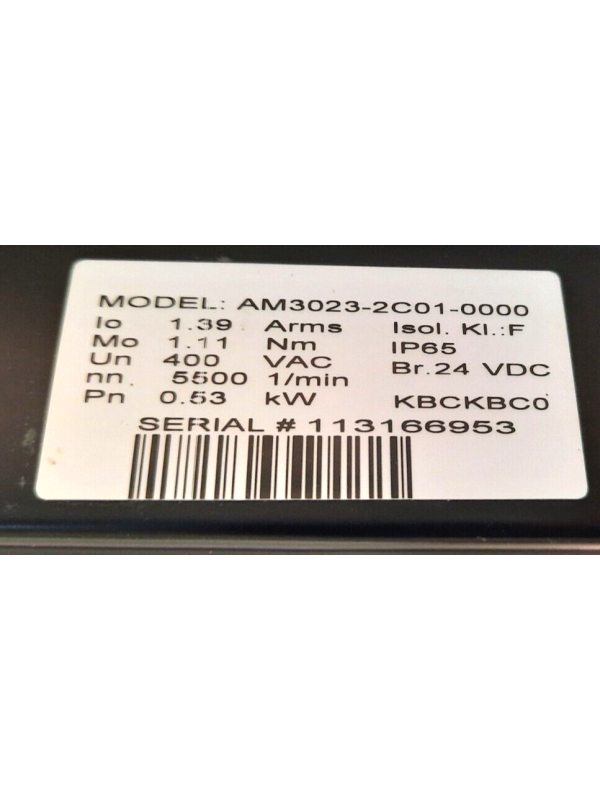 MODEL: AM3023-2C01-0000
Io 1.39 Arms Isol. Kl.:F
Mo 1.11 Nm IP65
Un 400 VAC Br.24 VDC
nn. 5500 1/min
Pn 0.53 kW KBCKBC0
SERIAL # 113166953